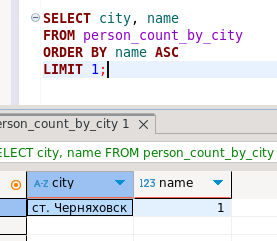 SELECT city, name
FROM person_count_by_city
ORDER BY name ASC
LIMIT 1;
erson_count_by_city 1
ELECT city, name FROM person_count_by_city
A-Z city
123 name
ст. Черняховск
1